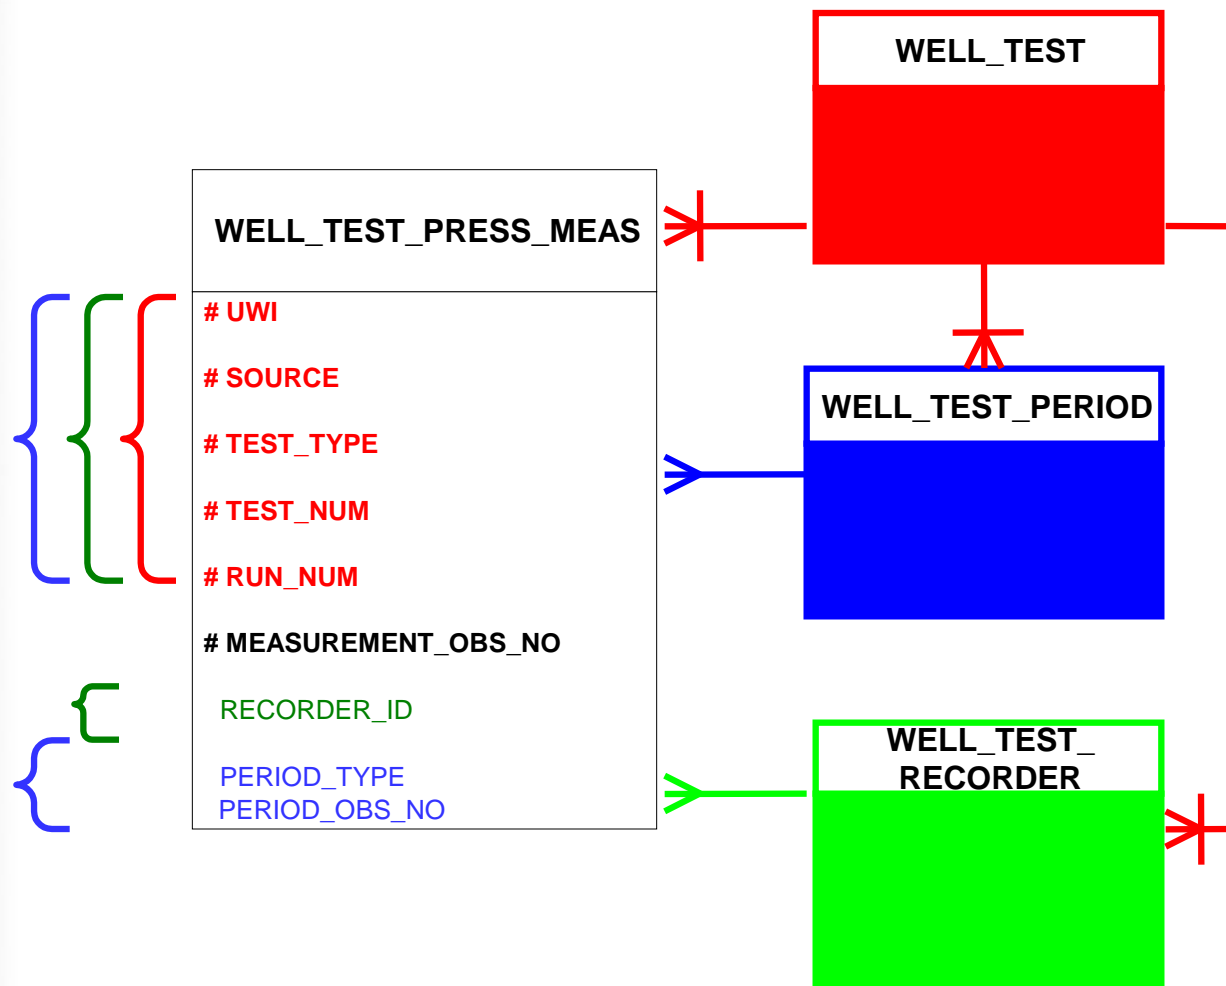 WELL_TEST
WELL_TEST_PRESS_MEAS
# UWI
# SOURCE
# TEST_TYPE
# TEST_NUM
# RUN_NUM
# MEASUREMENT_OBS_NO
RECORDER_ID
PERIOD_TYPE
PERIOD_OBS_NO
WELL_TEST_PERIOD
WELL_TEST_
RECORDER